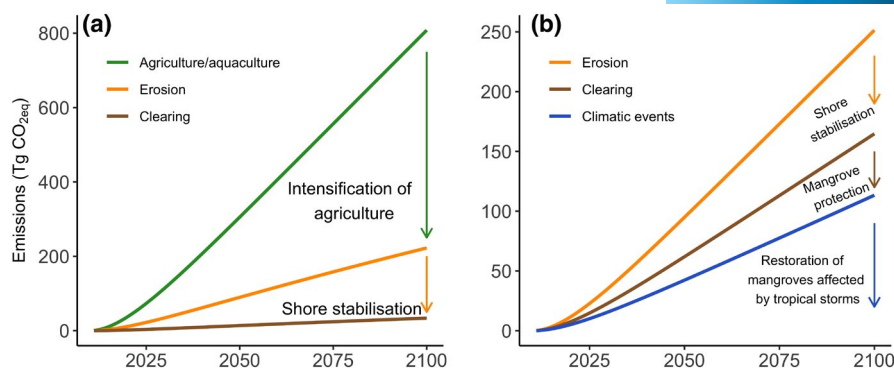 (a)
Agriculture/aquaculture
Erosion
Clearing
Intensification of
agriculture
Shore stabilisation
Emissions (Tg CO2eq)
800
600
400
200
0
2025
2050
2075
2100
(b)
Erosion
Clearing
Climatic events
Shore
stabilisation
Mangrove
protection
Restoration of
mangroves affected
by tropical storms
250
200
150
100
50
0
2025
2050
2075
2100